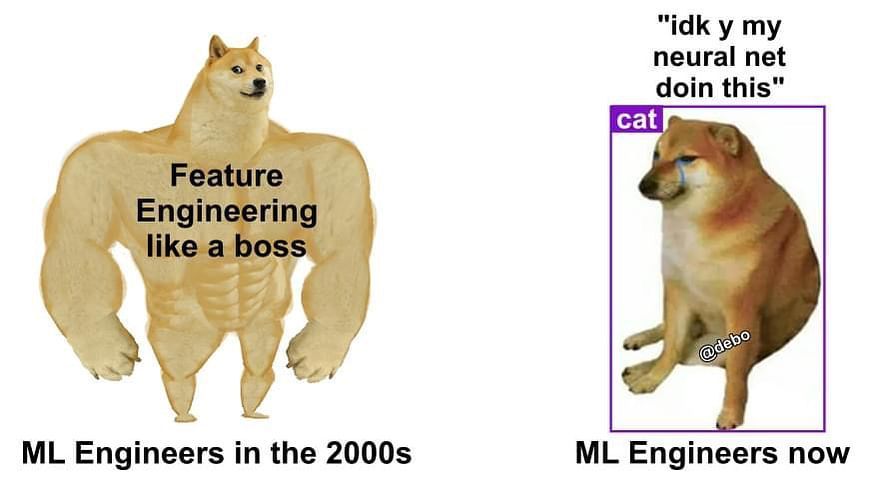 Feature
Engineering
like a boss
ML Engineers in the 2000s
"idk y my
neural net
doin this"
cat
@debo
ML Engineers now